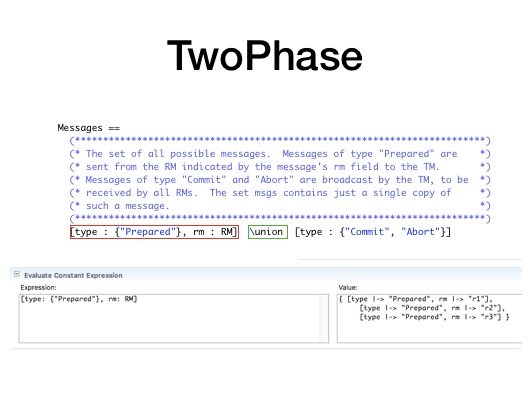 TwoPhase
Messages ==
(************************************************************************)
(* The set of all possible messages.  Messages of type "Prepared" are    *)
(* sent from the RM indicated by the message's rm field to the TM.       *)
(* Messages of type "Commit" and "Abort" are broadcast by the TM, to be  *)
(* received by all RMs.  The set msgs contains just a single copy of     *)
(* such a message.                                                       *)
(************************************************************************)
[type : {"Prepared"}, rm : RM] \union [type : {"Commit", "Abort"}]
Evaluate Constant Expression
Expression: Value:
[type: {"Prepared"}, rm: RM] { [type |-> "Prepared", rm |-> "r1"],
[type |-> "Prepared", rm |-> "r2"],
[type |-> "Prepared", rm |-> "r3"] }